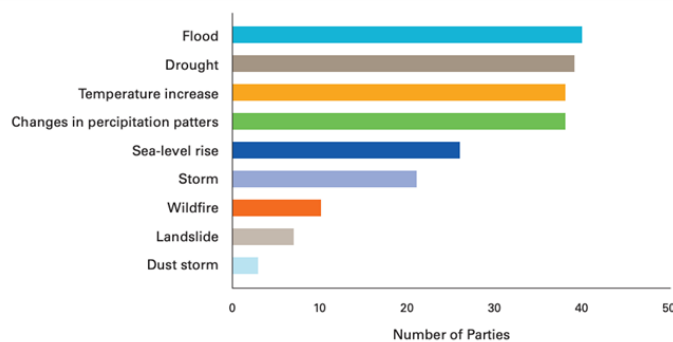 Flood
Drought
Temperature increase
Changes in percipitation patters
Sea-level rise
Storm
Wildfire
Landslide
Dust storm
0 10 20 30 40 50
Number of Parties